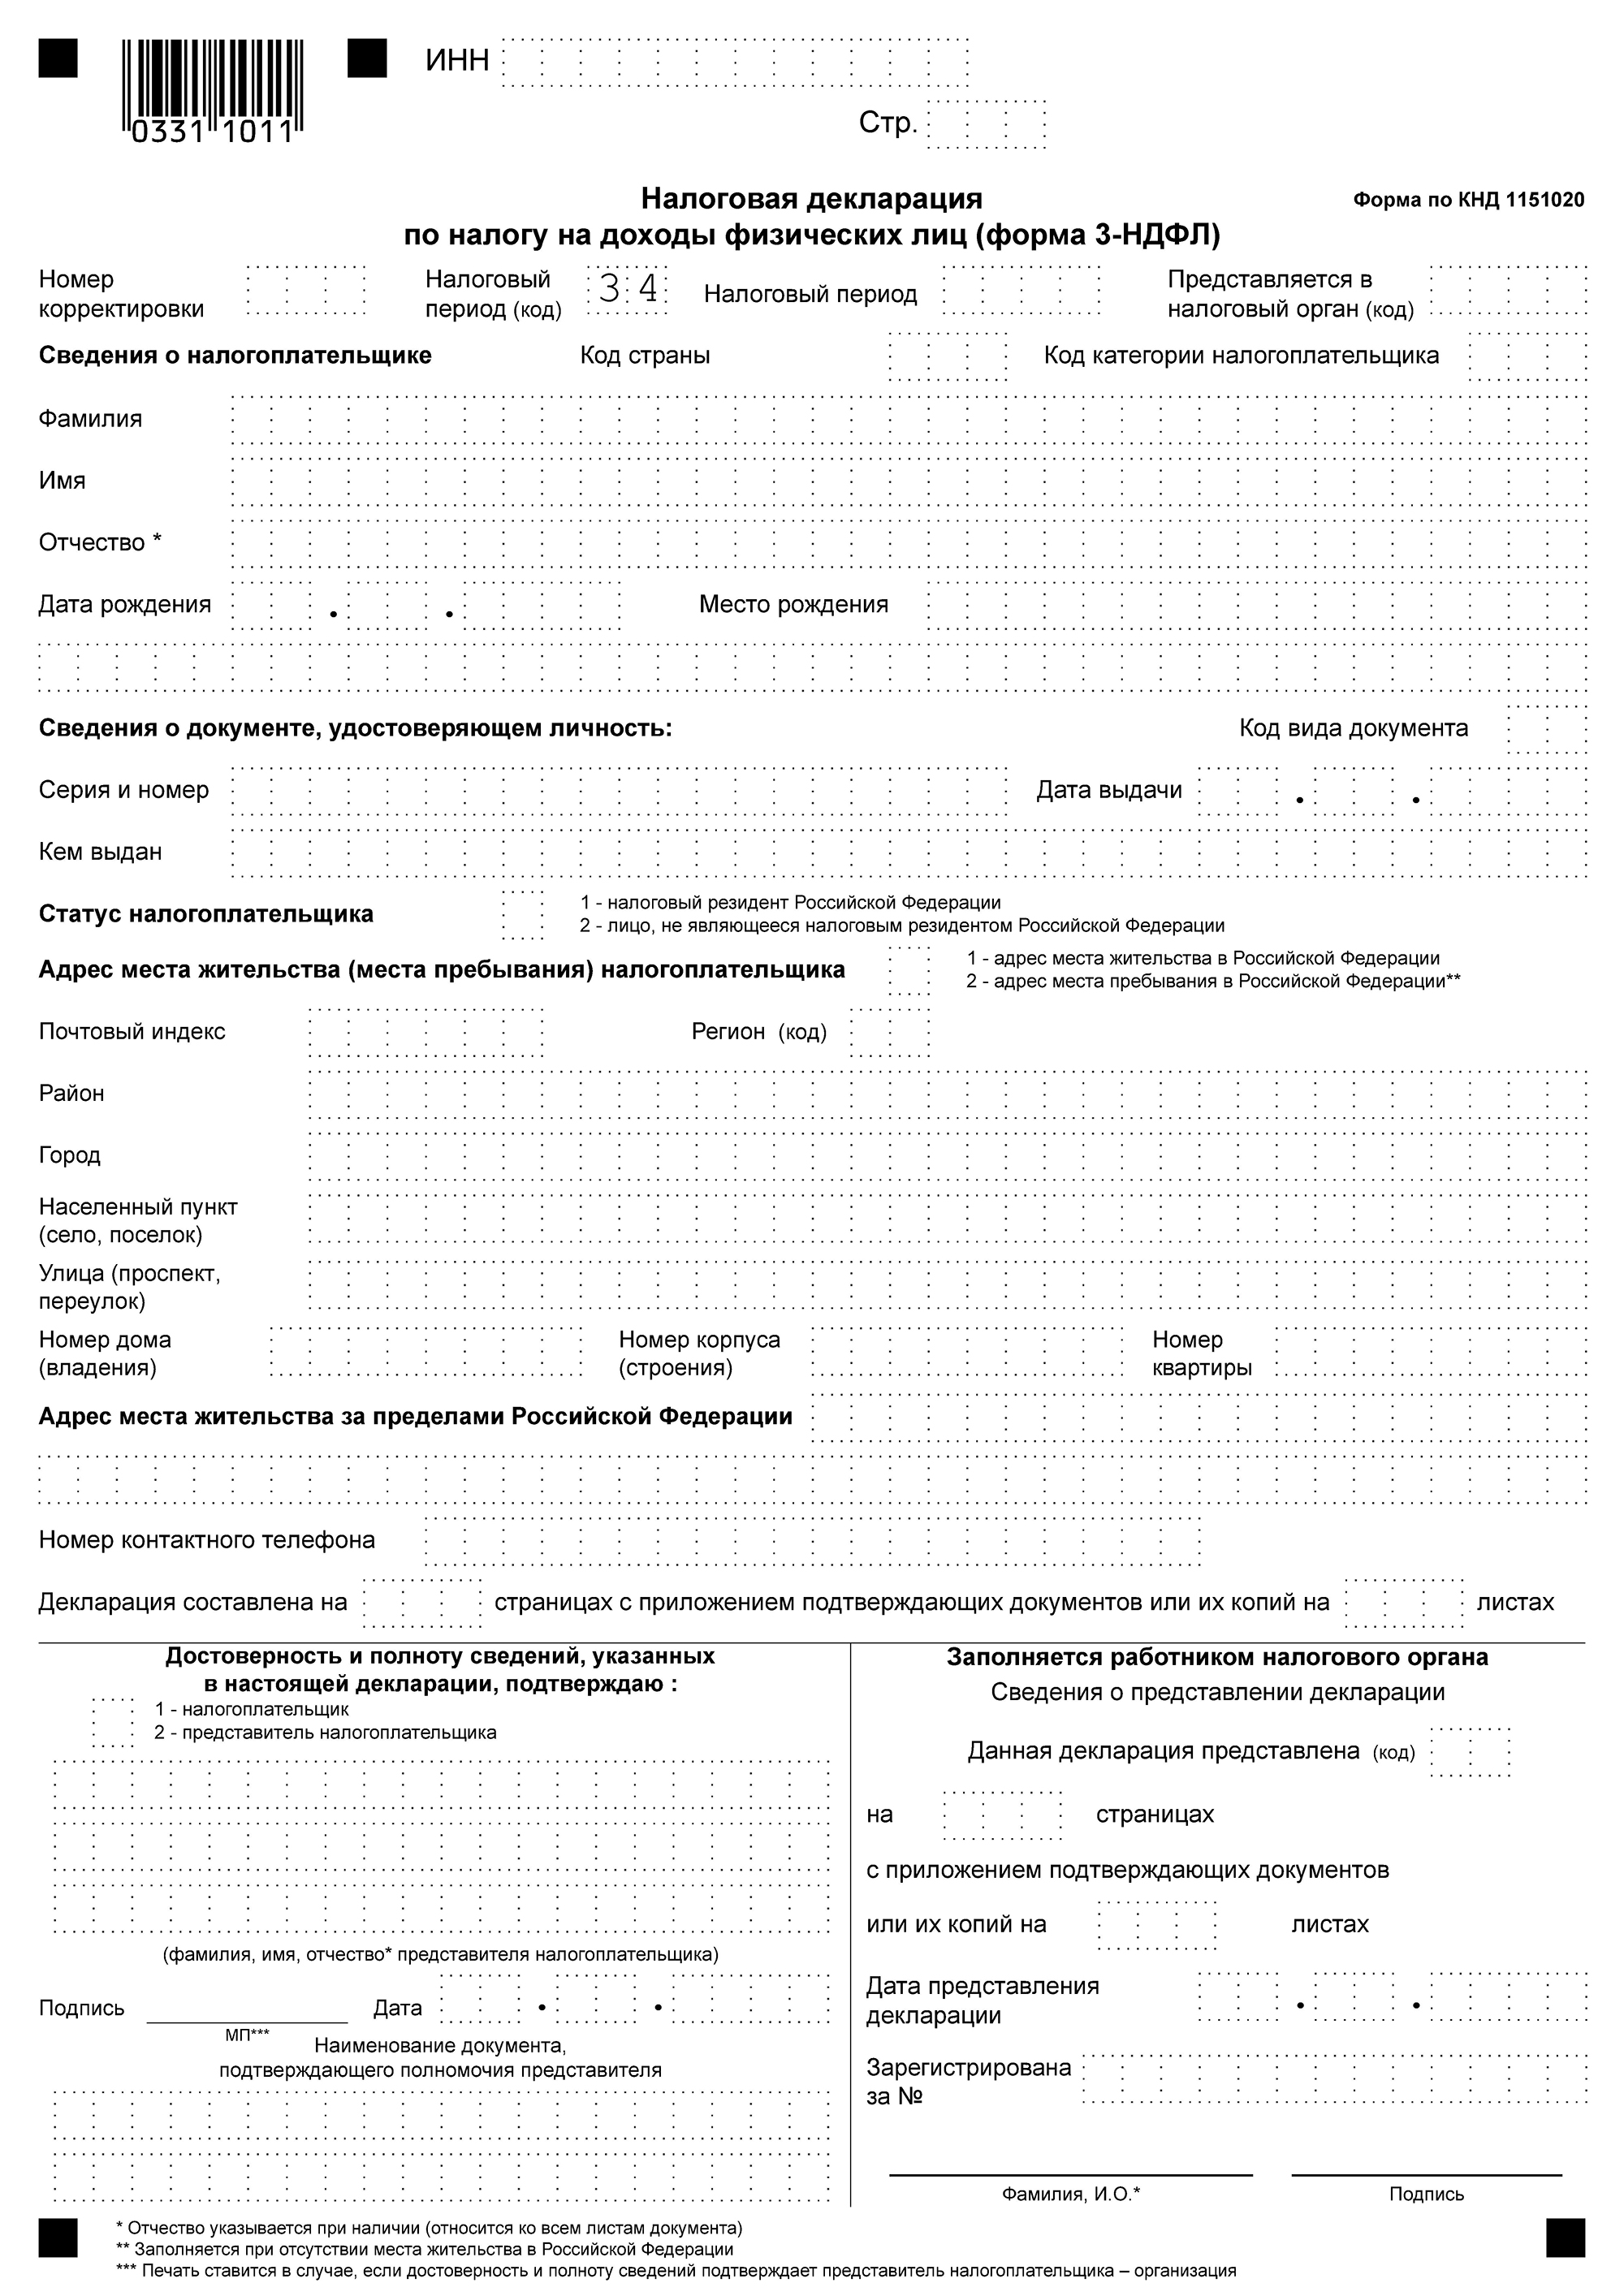 ИНН
0331 1011
Стр.
Налоговая декларация
по налогу на доходы физических лиц (форма 3-НДФЛ)
Форма по КНД 1151020
Номер
корректировки
Налоговый
период (код)
34
Налоговый период
Представляется в
налоговый орган (код)
Сведения о налогоплательщике
Код страны
Код категории налогоплательщика
Фамилия
Имя
Отчество *
Дата рождения . .
Место рождения
Сведения о документе, удостоверяющем личность:
Код вида документа
Серия и номер
Дата выдачи . .
Кем выдан
Статус налогоплательщика
1 - налоговый резидент Российской Федерации
2 - лицо, не являющееся налоговым резидентом Российской Федерации
Адрес места жительства (места пребывания) налогоплательщика
1 - адрес места жительства в Российской Федерации
2 - адрес места пребывания в Российской Федерации**
Почтовый индекс
Регион (код)
Район
Город
Населенный пункт
(село, поселок)
Улица (проспект,
переулок)
Номер дома
(владения)
Номер корпуса
(строения)
Номер
квартиры
Адрес места жительства за пределами Российской Федерации
Номер контактного телефона
Декларация составлена на страницах с приложением подтверждающих документов или их копий на листах
Достоверность и полноту сведений, указанных
в настоящей декларации, подтверждаю :
1 - налогоплательщик
2 - представитель налогоплательщика
(фамилия, имя, отчество* представителя налогоплательщика)
Подпись
Дата . .
МП***
Наименование документа,
подтверждающего полномочия представителя
Заполняется работником налогового органа
Сведения о представлении декларации
Данная декларация представлена (код)
на страницах
с приложением подтверждающих документов
или их копий на листах
Дата представления
декларации . .
Зарегистрирована
за №
Фамилия, И.О.*
Подпись
* Отчество указывается при наличии (относится ко всем листам документа)
** Заполняется при отсутствии места жительства в Российской Федерации
*** Печать ставится в случае, если достоверность и полноту сведений подтверждает представитель налогоплательщика – организация